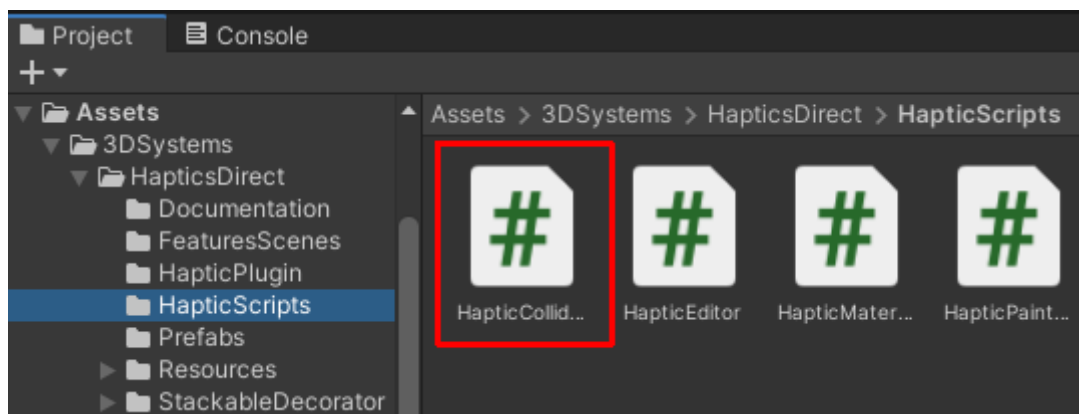 Project
Console
Assets
3DSystems
HapticsDirect
Documentation
FeaturesScenes
HapticPlugin
HapticScripts
Prefabs
Resources
StackableDecorator
Assets > 3DSystems > HapticsDirect > HapticScripts
# # # #
HapticCollid... HapticEditor HapticMater... HapticPaint...